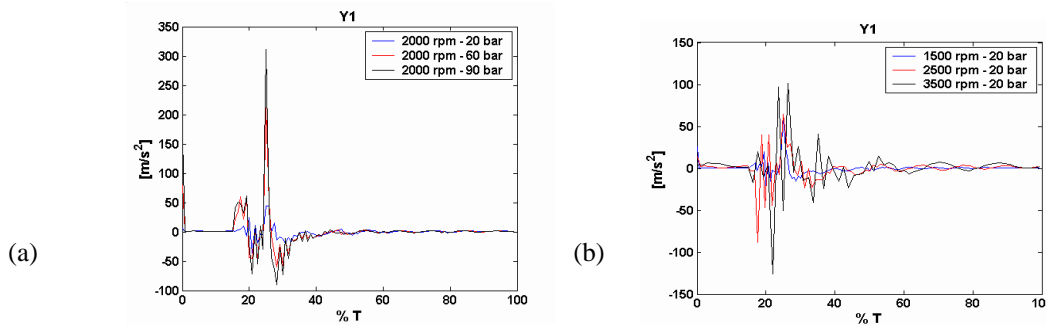 (a)
Y1
350
300
250
200
150
100
50
0
-50
-100
[m/s²]
0 20 40 60 80 100
% T
2000 rpm - 20 bar
2000 rpm - 60 bar
2000 rpm - 90 bar
(b)
Y1
150
100
50
0
-50
-100
-150
[m/s²]
0 20 40 60 80 10
% T
1500 rpm - 20 bar
2500 rpm - 20 bar
3500 rpm - 20 bar